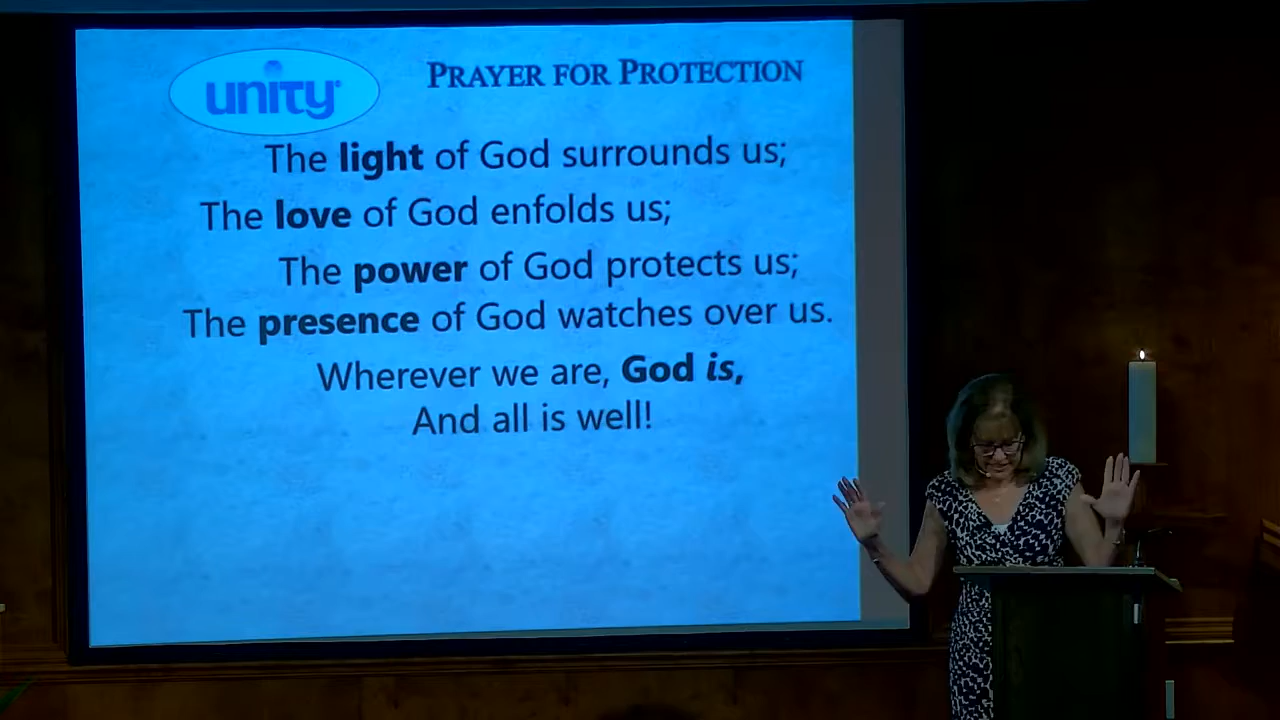 unity®
PRAYER FOR PROTECTION
The light of God surrounds us;
The love of God enfolds us;
The power of God protects us;
The presence of God watches over us.
Wherever we are, God is,
And all is well!